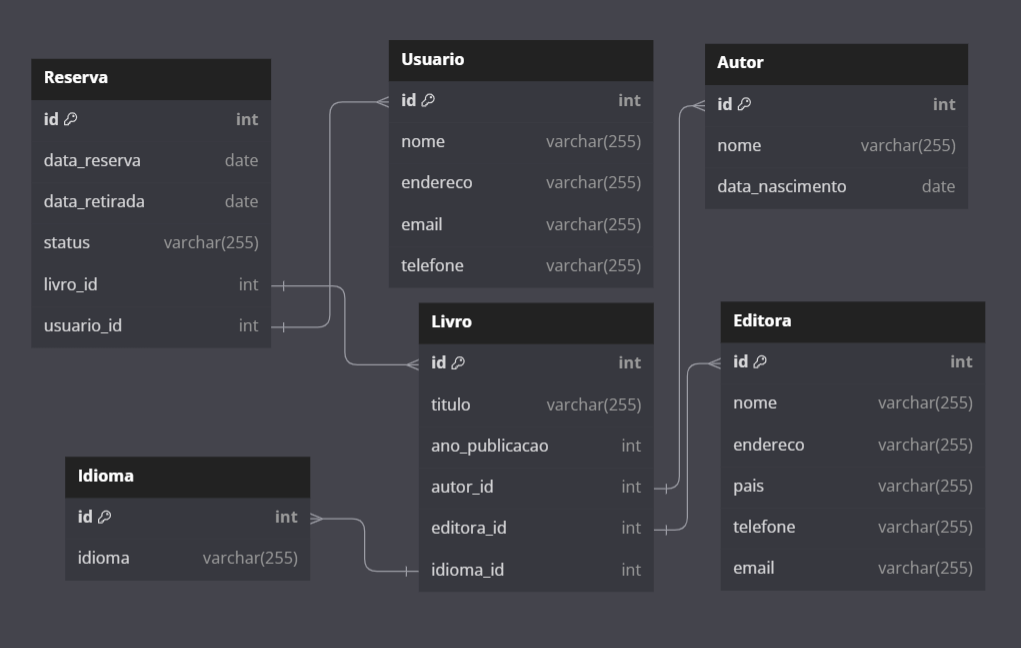 Reserva
id int
data_reserva date
data_retirada date
status varchar(255)
livro_id int
usuario_id int
Usuario
id int
nome varchar(255)
endereco varchar(255)
email varchar(255)
telefone varchar(255)
Autor
id int
nome varchar(255)
data_nascimento date
Livro
id int
titulo varchar(255)
ano_publicacao int
autor_id int
editora_id int
idioma_id int
Editora
id int
nome varchar(255)
endereco varchar(255)
pais varchar(255)
telefone varchar(255)
email varchar(255)
Idioma
id int
idioma varchar(255)